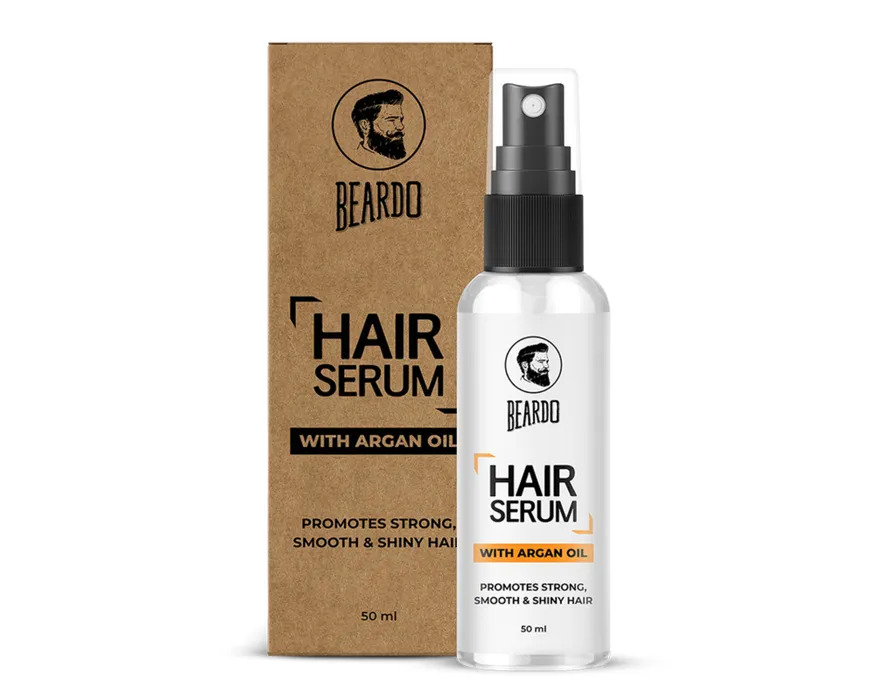 BEARDO
HAIR
SERUM
WITH ARGAN OIL
PROMOTES STRONG,
SMOOTH & SHINY HAI
50 ml
BEARDO
HAIR
SERUM
WITH ARGAN OIL
PROMOTES STRONG,
SMOOTH & SHINY HAIR
50 ml